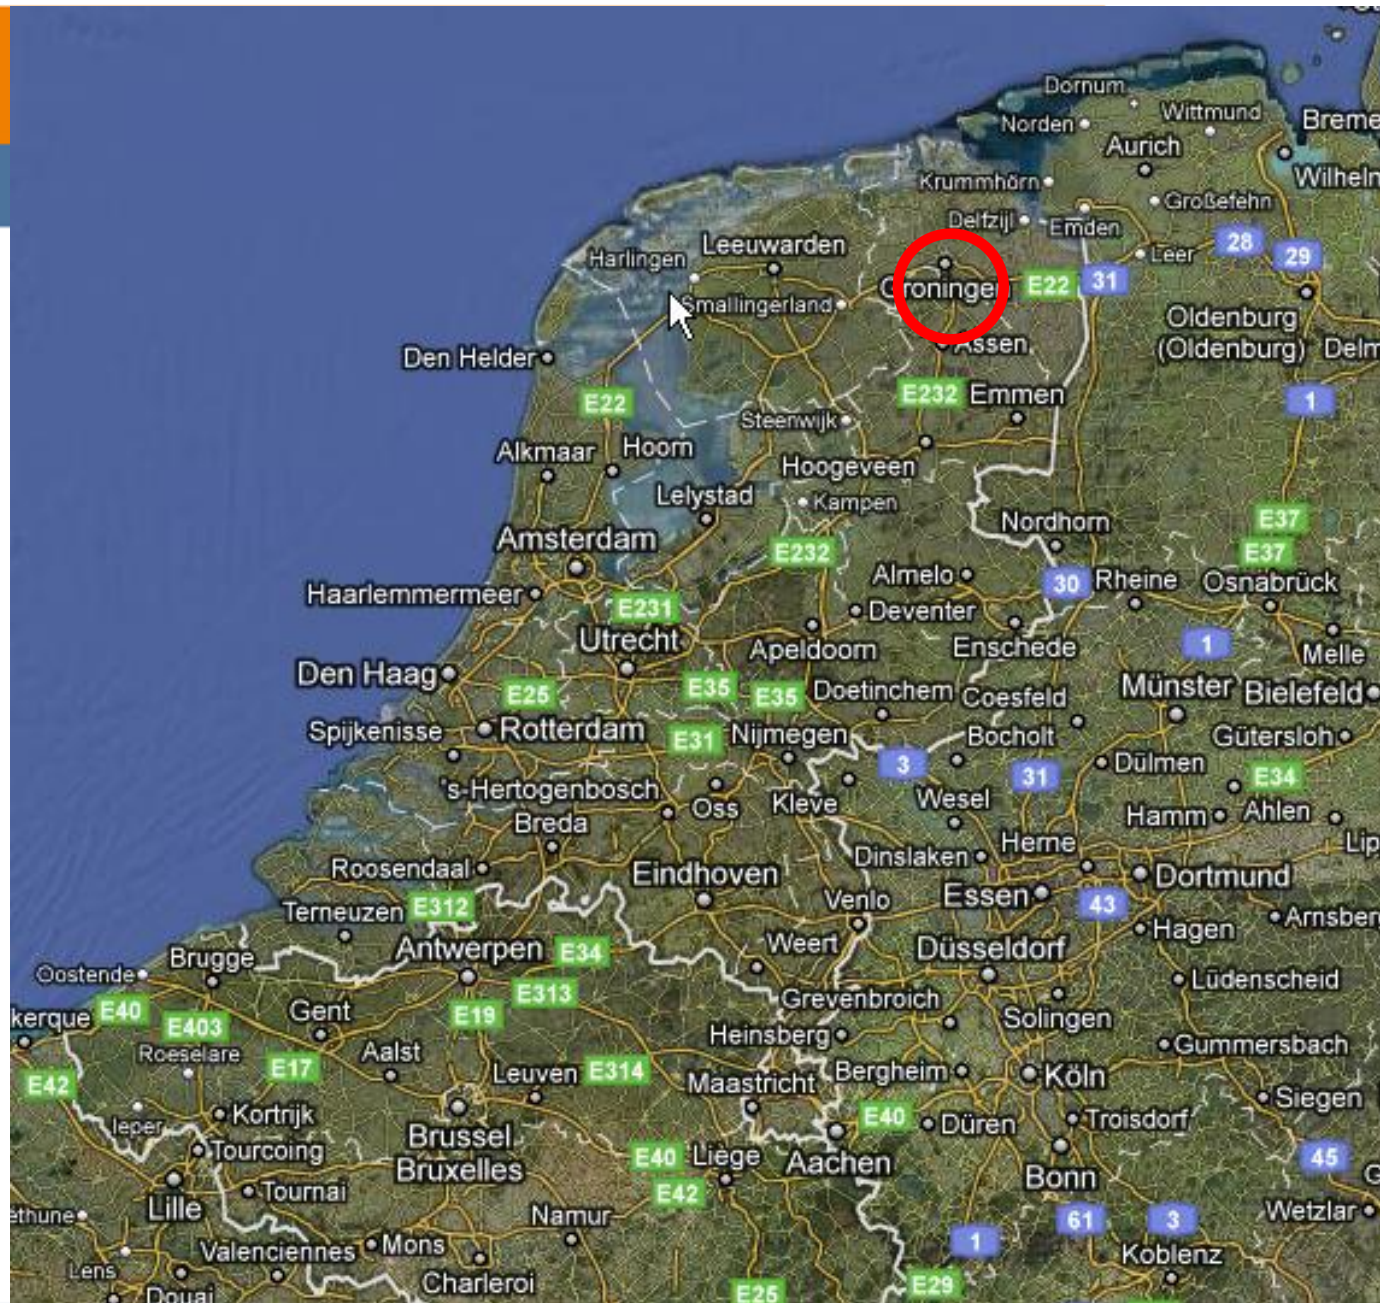 Dornum
Wittmund
Norden
Aurich
Krummhörn
Großefehn
Delfzijl
Emden
28
Leer
29
Harlingen
Leeuwarden
Groningen
E22
31
Smallingerland
Oldenburg
(Oldenburg)
Assen
Den Helder
E22
E232
Emmen
1
Steenwijk
Alkmaar
Hoorn
Hoogeveen
Lelystad
Kampen
Nordhorn
E37
Amsterdam
E232
E37
Almelo
30
Rheine
Osnabrück
Haarlemmermeer
E231
Deventer
Utrecht
Apeldoorn
Enschede
1
Melle
Den Haag
E25
E35
E35
Doetinchem
Coesfeld
Münster
Bielefeld
Spijkenisse
Rotterdam
E31
Nijmegen
Bocholt
Gütersloh
3
31
Dülmen
E34
's-Hertogenbosch
Oss
Kleve
Wesel
Hamm
Ahlen
Breda
Herne
Roosendaal
Eindhoven
Dinslaken
Dortmund
Terneuzen
E312
Venlo
Essen
43
Brugge
Antwerpen
E34
Weert
Düsseldorf
Hagen
Oostende
Lüdenscheid
E40
E403
Gent
E19
E313
Grevenbroich
Solingen
Heinsberg
Roeselare
E17
Aalst
Gummersbach
E42
Leuven
E314
Maastricht
Bergheim
Köln
Siegen
Ieper
Kortrijk
E40
Düren
Troisdorf
Brussel
Bruxelles
Tourcoing
E40
Liège
Aachen
45
Lille
Tournai
E42
Bonn
Namur
61
3
Wetzlar
Valenciennes
Mons
1
Koblenz
Lens
Charleroi
E25
E29
Douai